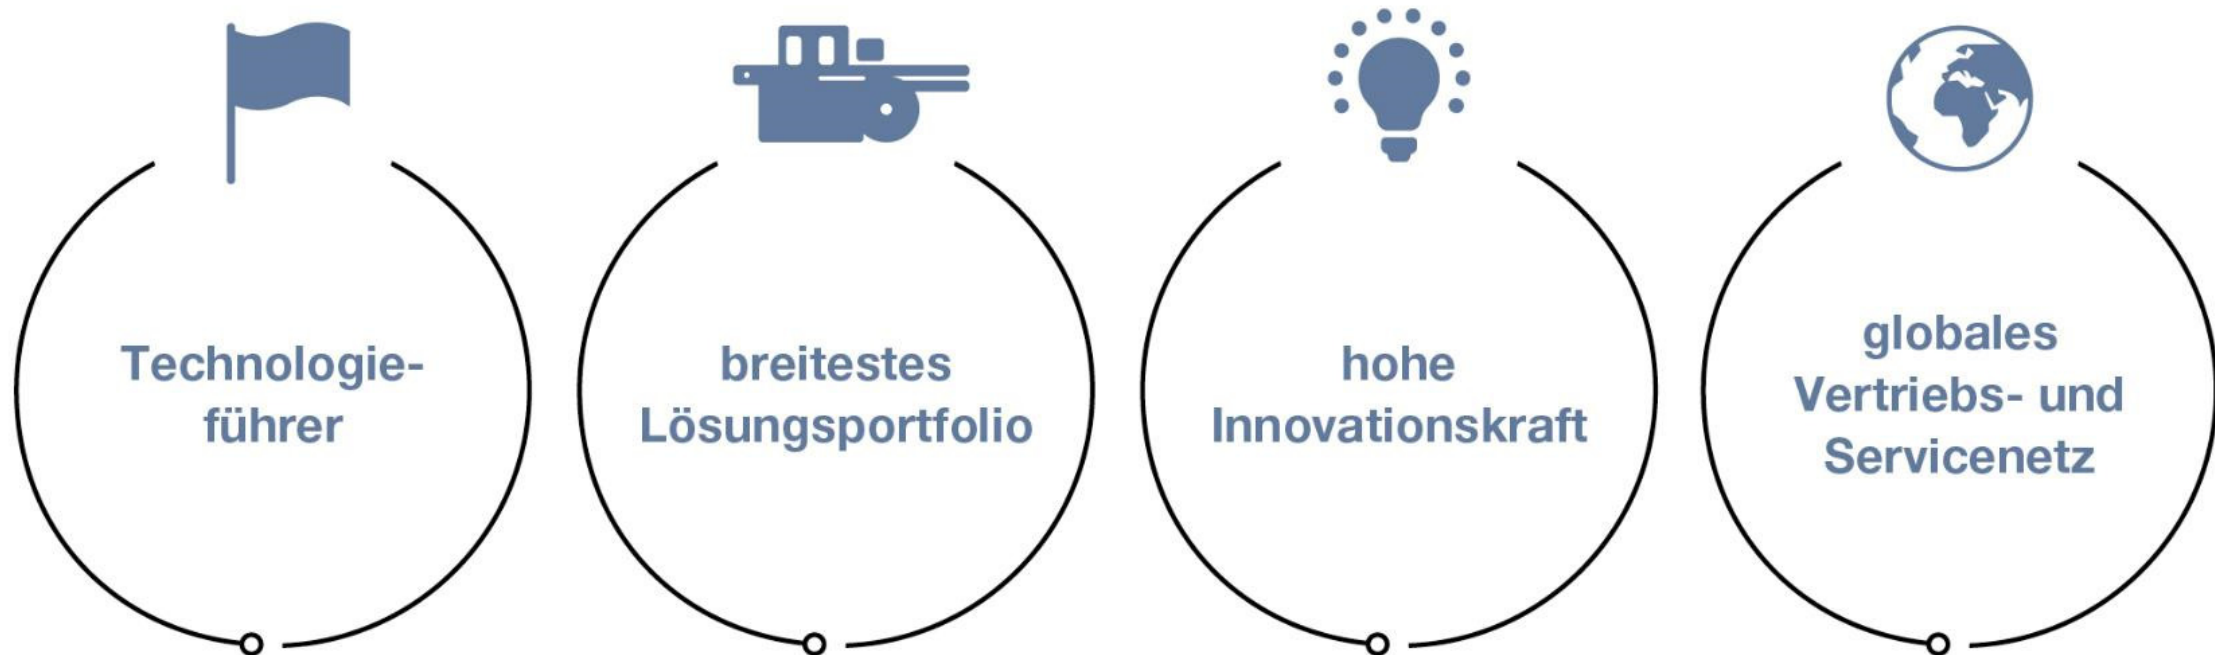 Technologie-
führer
breitestes
Lösungsportfolio
hohe
Innovationskraft
globales
Vertriebs- und
Servicenetz